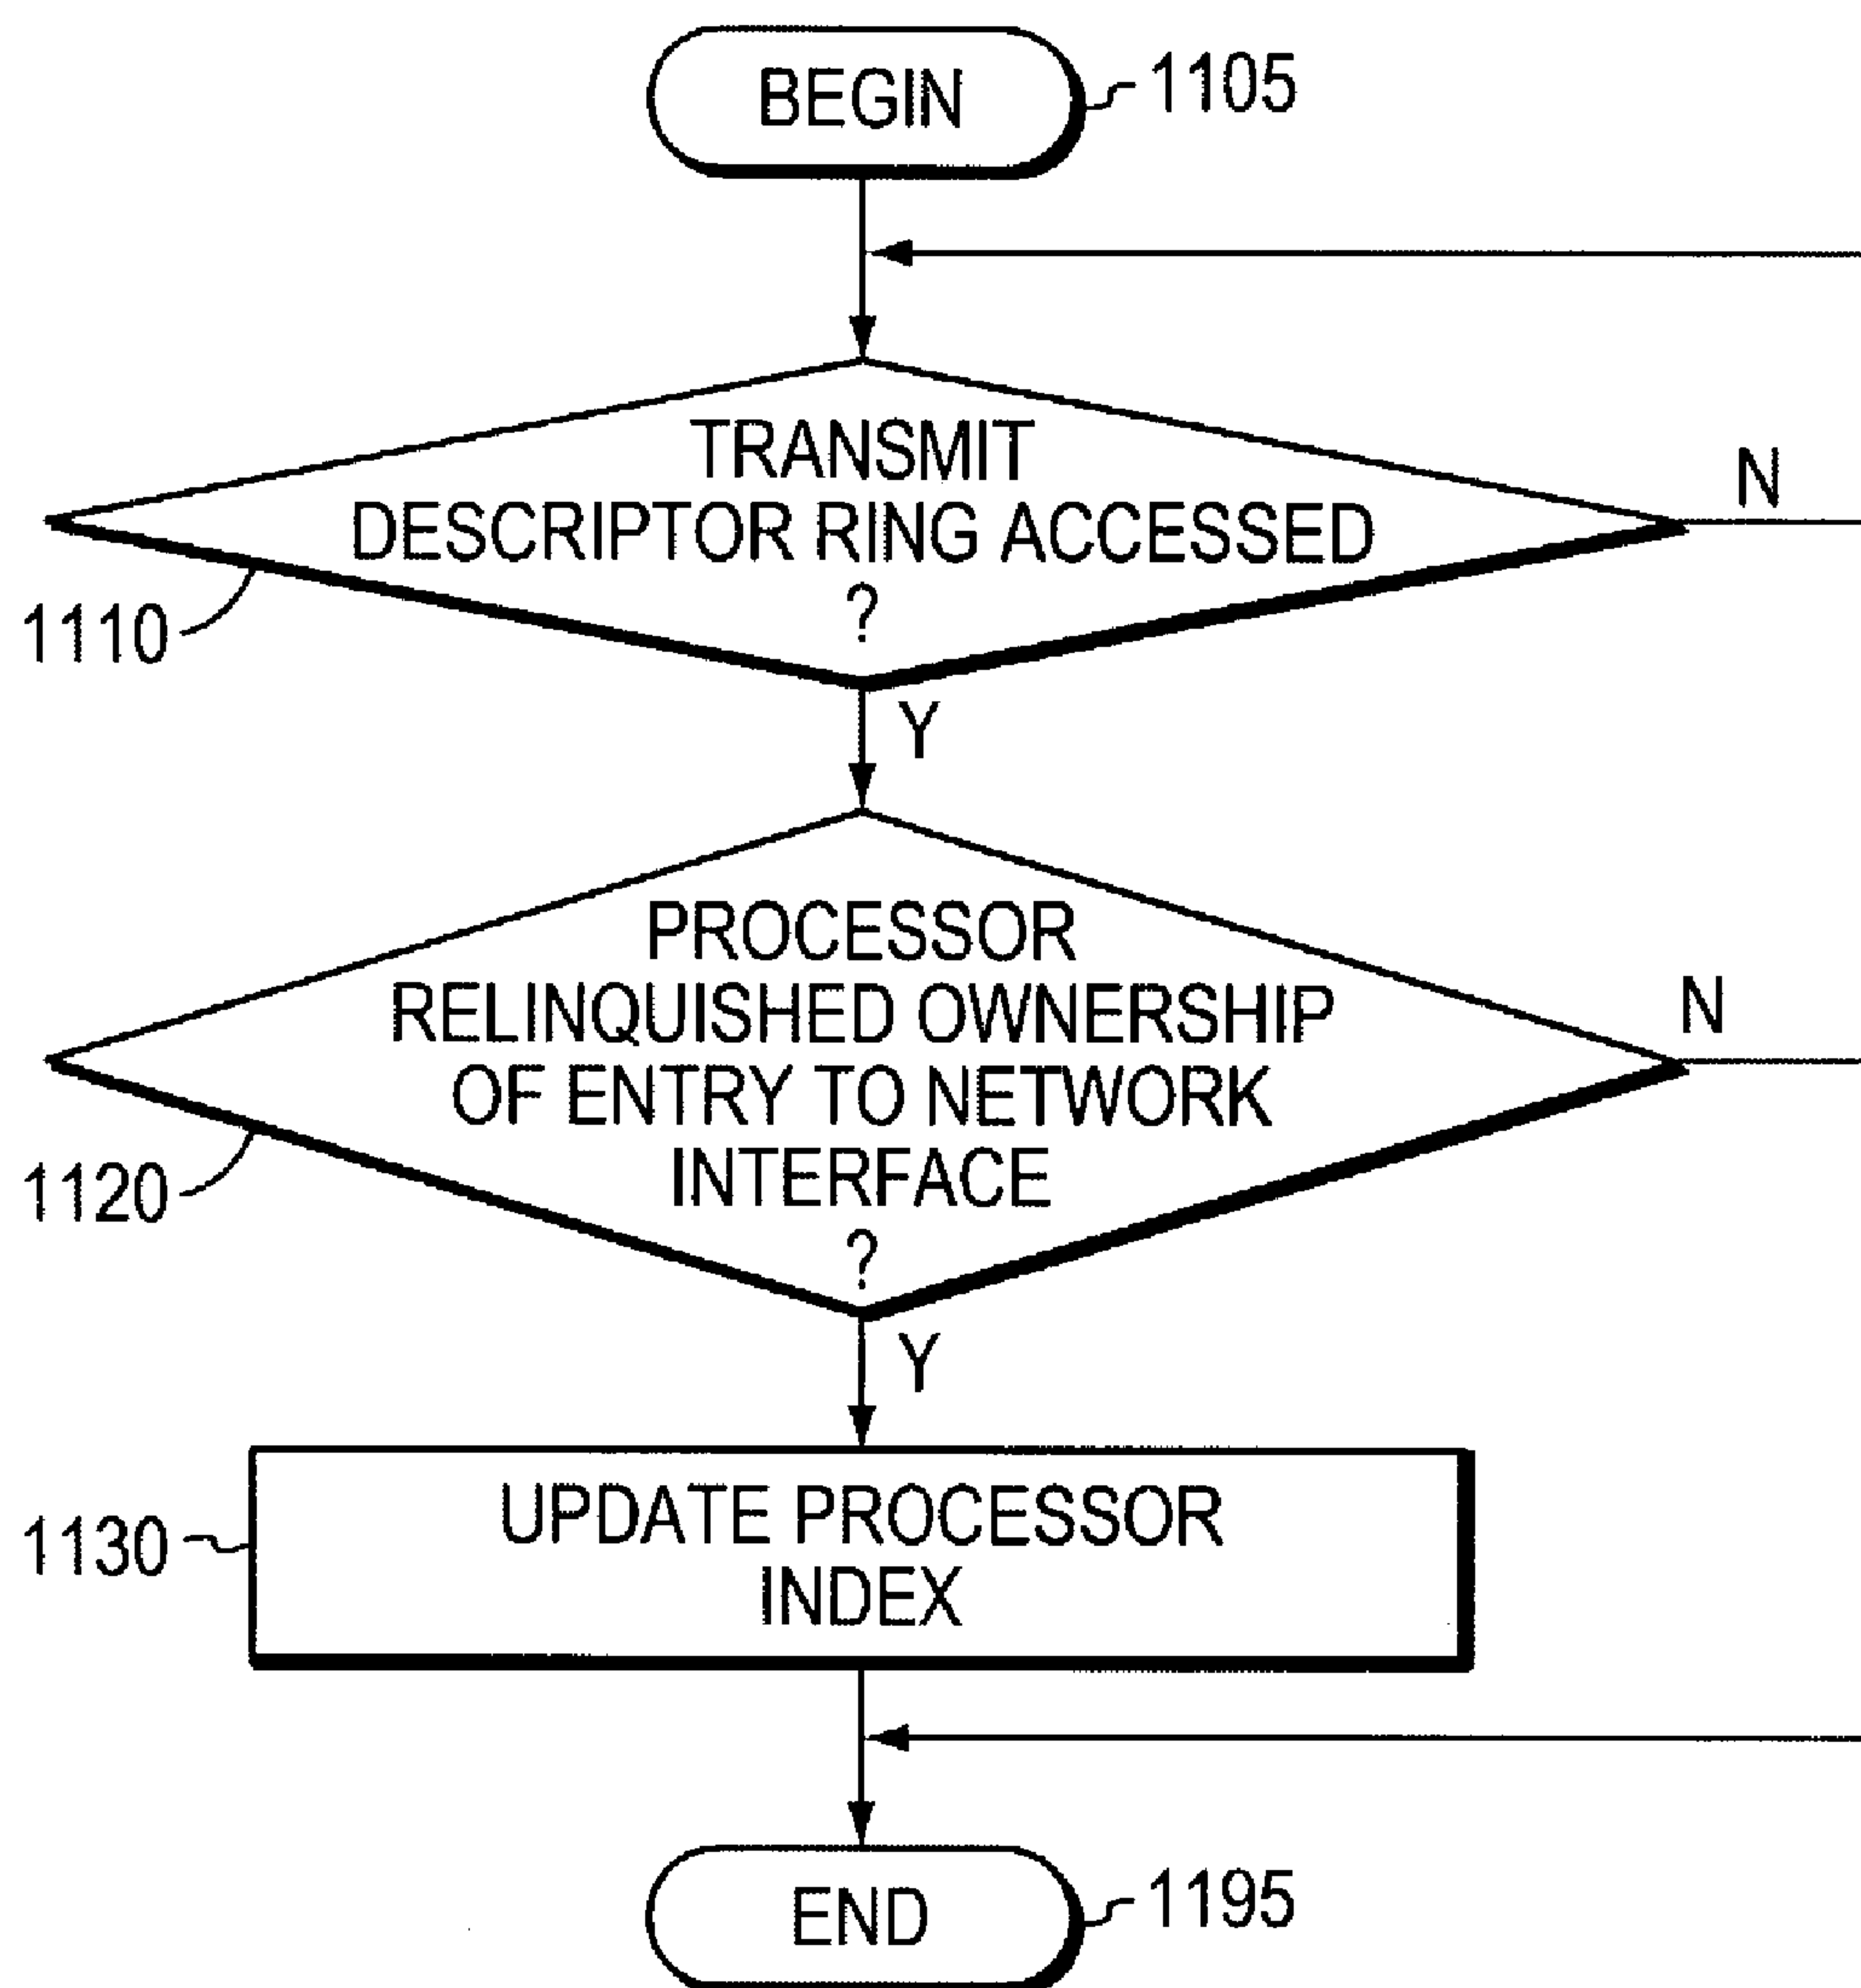 BEGIN
1105
TRANSMIT
DESCRIPTOR RING ACCESSED
?
N
1110
Y
PROCESSOR
RELINQUISHED OWNERSHIP
OF ENTRY TO NETWORK
INTERFACE
?
N
1120
Y
UPDATE PROCESSOR
INDEX
1130
END
1195